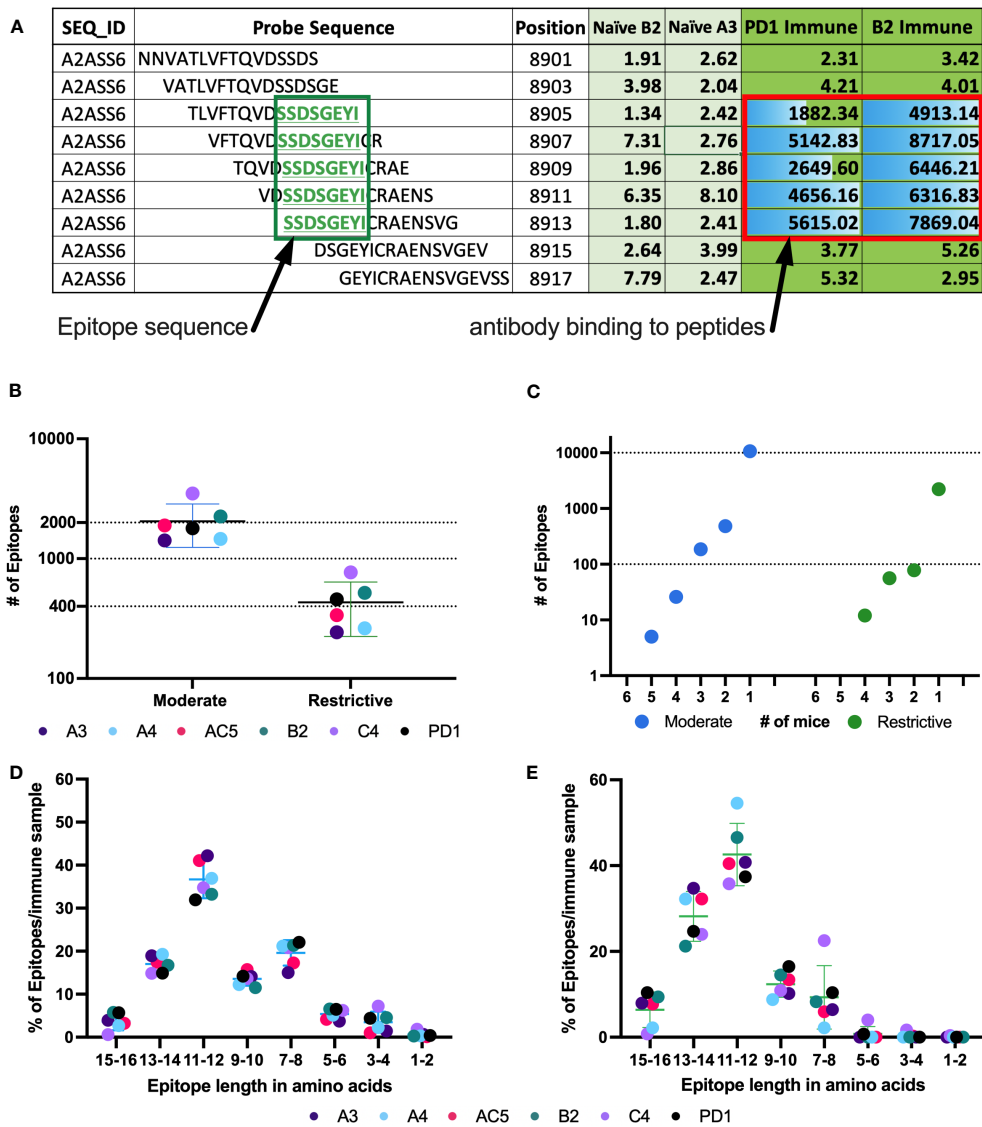 A
SEQ_ID Probe Sequence Position Naïve B2 Naïve A3 PD1 Immune B2 Immune
A2ASS6 NNVATLVFTQVDSSDS 8901 1.91 2.62 2.31 3.42
A2ASS6 VATLVFTQVDSSDSGE 8903 3.98 2.04 4.21 4.01
A2ASS6 TLVFTQVDSSDSGEYI 8905 1.34 2.42 1882.34 4913.14
A2ASS6 VFTQVDSSDSGEYICR 8907 7.31 2.76 5142.83 8717.05
A2ASS6 TQVDSSDSGEYICRAE 8909 1.96 2.86 2649.60 6446.21
A2ASS6 VDSSDSGEYICRAENS 8911 6.35 8.10 4656.16 6316.83
A2ASS6 SSDSGEYICRAENSVG 8913 1.80 2.41 5615.02 7869.04
A2ASS6 DSGEYICRAENSVGEV 8915 2.64 3.99 3.77 5.26
A2ASS6 GEYICRAENSVGEVSS 8917 7.79 2.47 5.32 2.95
Epitope sequence antibody binding to peptides
B
10000
2000
1000
400
100
# of Epitopes
Moderate Restrictive
A3 A4 AC5 B2 C4 PD1
C
10000
1000
100
10
1
# of Epitopes
6 5 4 3 2 1 6 5 4 3 2 1
Moderate # of mice Restrictive
D
60
50
40
30
20
10
0
% of Epitopes/immune sample
15-16 13-14 11-12 9-10 7-8 5-6 3-4 1-2
Epitope length in amino acids
E
60
40
20
0
% of Epitopes/immune sample
15-16 13-14 11-12 9-10 7-8 5-6 3-4 1-2
Epitope length in amino acids
A3 A4 AC5 B2 C4 PD1